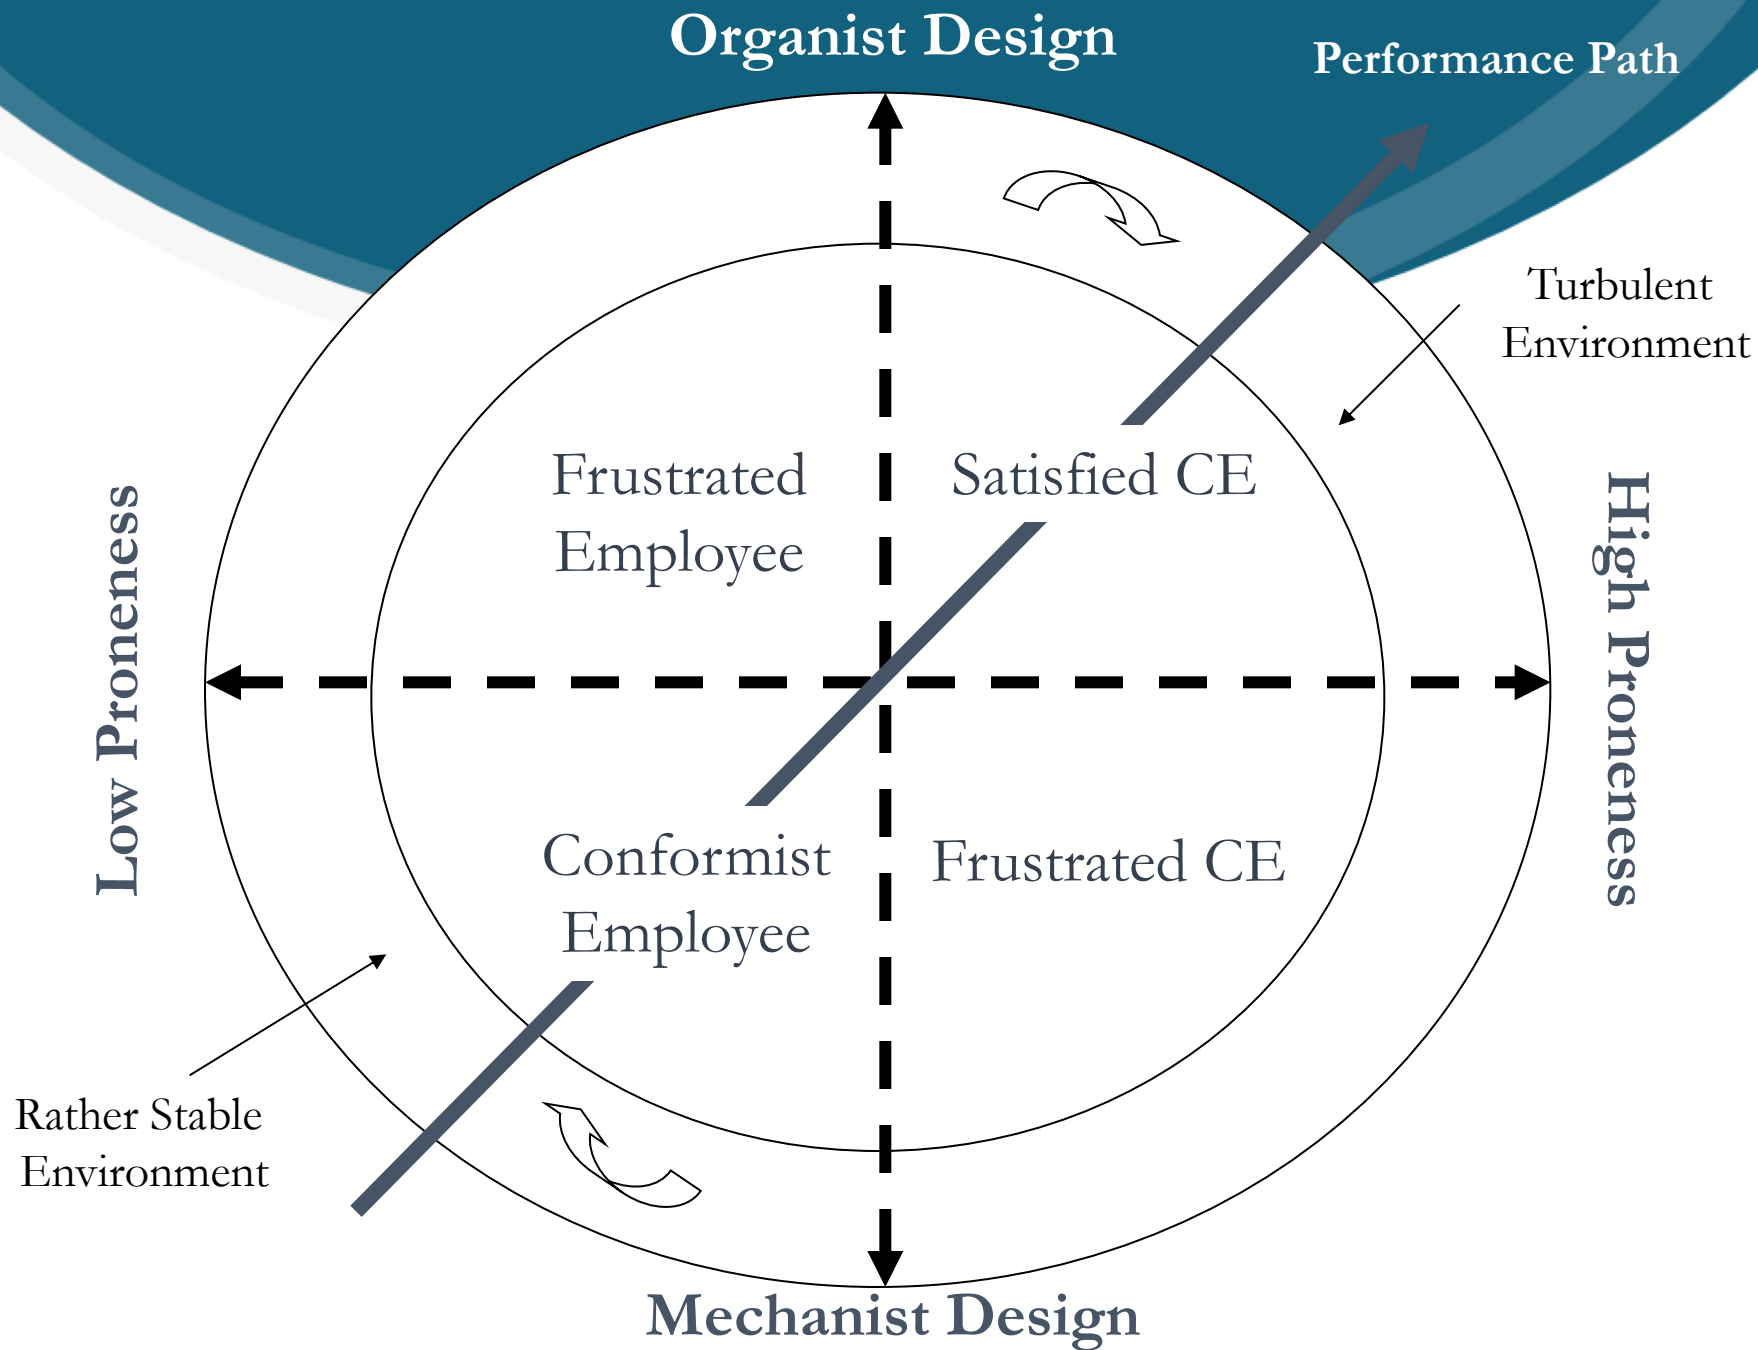 Organist Design
Performance Path
Turbulent
Environment
Frustrated
Employee
Satisfied CE
Low Proneness
High Proneness
Conformist
Employee
Frustrated CE
Rather Stable
Environment
Mechanist Design